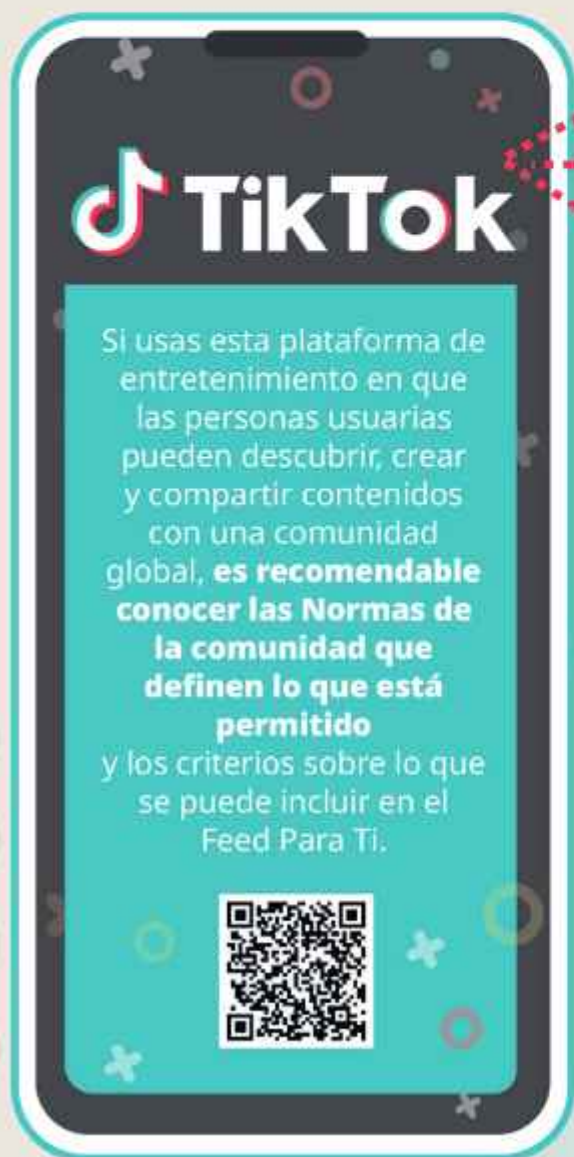 TikTok
Si usas esta plataforma de
entretenimiento en que
las personas usuarias
pueden descubrir, crear
y compartir contenidos
con una comunidad
global, es recomendable
conocer las Normas de
la comunidad que
definen lo que está
permitido
y los criterios sobre lo que
se puede incluir en el
Feed Para Ti.